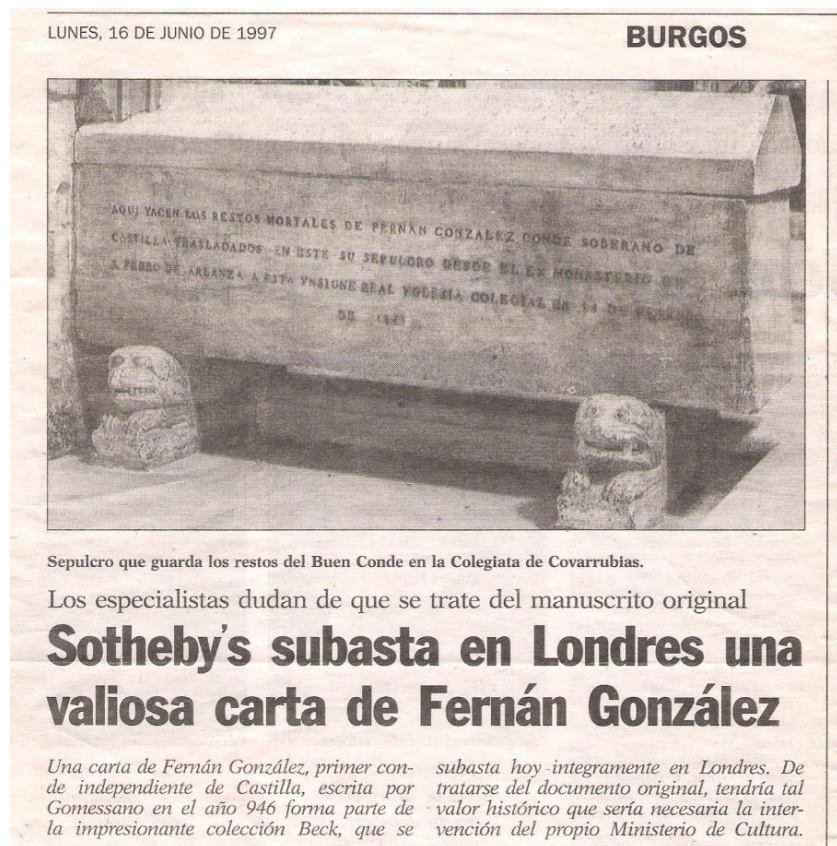 LUNES, 16 DE JUNIO DE 1997
BURGOS
AQUI YACEN LOS RESTOS MORTALES DE FERNAN GONZALEZ CONDE SOBERANO DE
CASTILLA TRASLADADOS EN ESTE SU SEPULCRO DESDE EL EX MONASTERIO DE
S PEDRO DE ARLANZA A ESTA YNSIGNE REAL YGLESIA COLEGIAL EL 14 DE FEBRERO
DE
Sepulcro que guarda los restos del Buen Conde en la Colegiata de Covarrubias.
Los especialistas dudan de que se trate del manuscrito original
Sotheby's subasta en Londres una
valiosa carta de Fernán González
Una carta de Fernán González, primer con-
de independiente de Castilla, escrita por
Gomessano en el año 946 forma parte de
la impresionante colección Beck, que se
subasta hoy integramente en Londres. De
tratarse del documento original, tendría tal
valor histórico que sería necesaria la inter-
vención del propio Ministerio de Cultura.